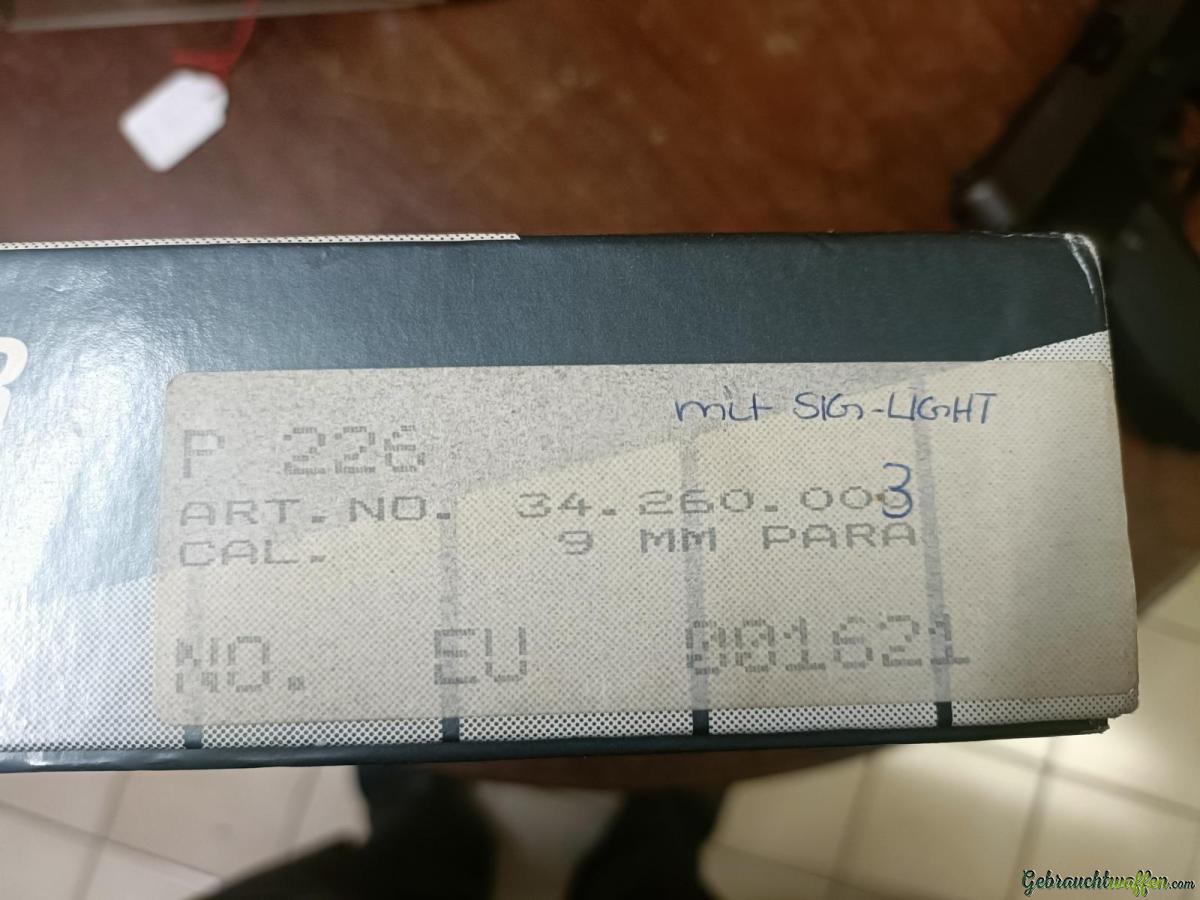 mit SIG-LIGHT
P 226
ART.NO. 34.260.003
CAL. 9 MM PARA
NO. EU 001621
Gebrauchtwaffen.com